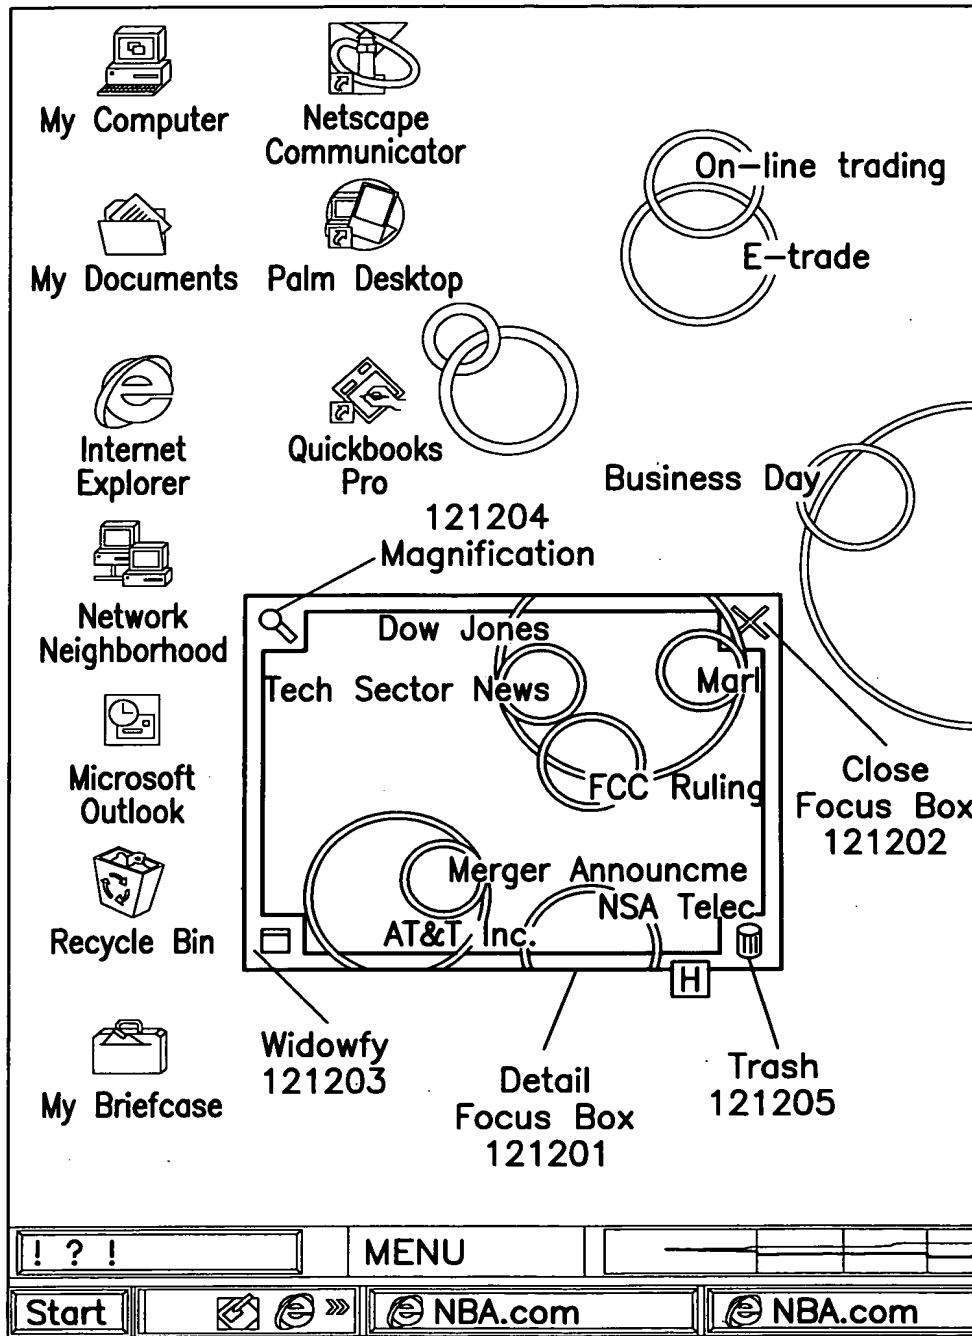 My Computer
Netscape
Communicator
On-line trading
E-trade
My Documents
Palm Desktop
Internet
Explorer
Quickbooks
Pro
Business Day
121204
Magnification
Network
Neighborhood
Dow Jones
Tech Sector News
Marl
FCC Ruling
Microsoft
Outlook
Close
Focus Box
121202
Merger Announcme
NSA Telec
AT&T Inc.
Recycle Bin
H
Widowfy
121203
Detail
Focus Box
121201
Trash
121205
My Briefcase
! ? !
MENU
Start
NBA.com
NBA.com